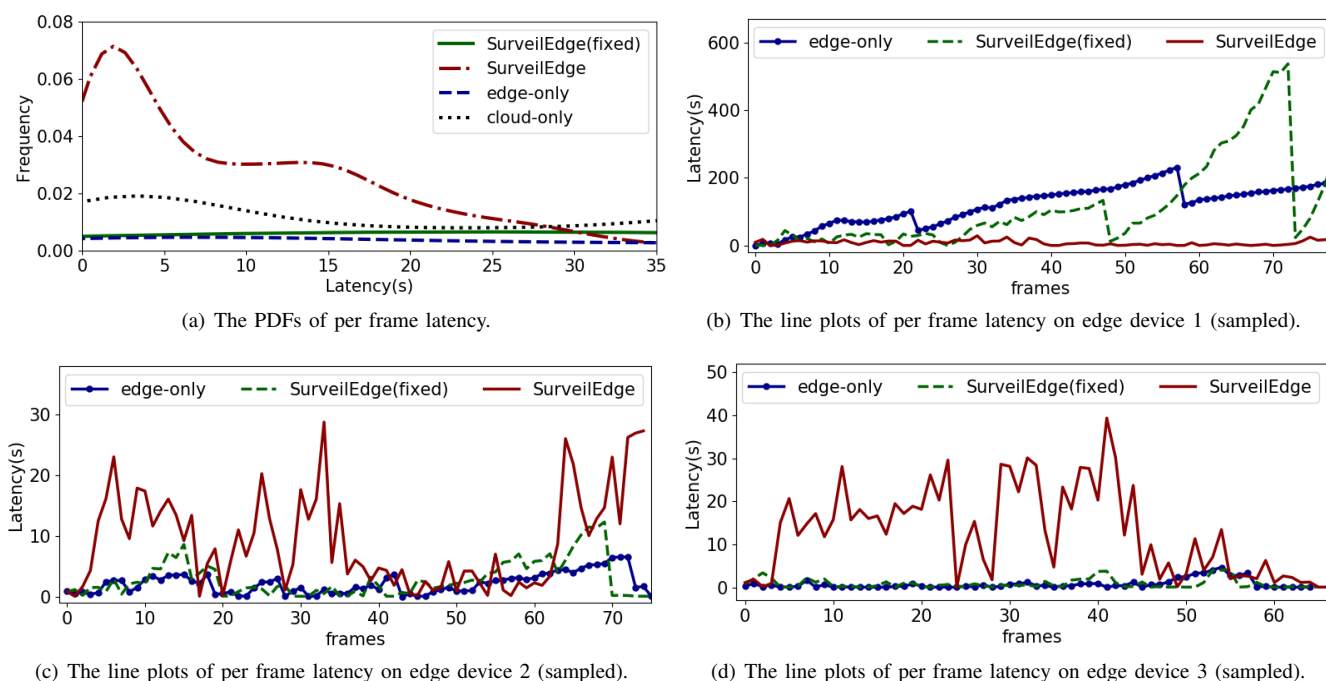 0.08
0.06
0.04
0.02
0.00
Frequency
SurveilEdge(fixed)
SurveilEdge
edge-only
cloud-only
0 5 10 15 20 25 30 35
Latency(s)
(a) The PDFs of per frame latency.
600
400
200
0
Latency(s)
edge-only SurveilEdge(fixed) SurveilEdge
0 10 20 30 40 50 60 70
frames
(b) The line plots of per frame latency on edge device 1 (sampled).
30
20
10
0
Latency(s)
edge-only SurveilEdge(fixed) SurveilEdge
0 10 20 30 40 50 60 70
frames
(c) The line plots of per frame latency on edge device 2 (sampled).
50
40
30
20
10
0
Latency(s)
edge-only SurveilEdge(fixed) SurveilEdge
0 10 20 30 40 50 60
frames
(d) The line plots of per frame latency on edge device 3 (sampled).